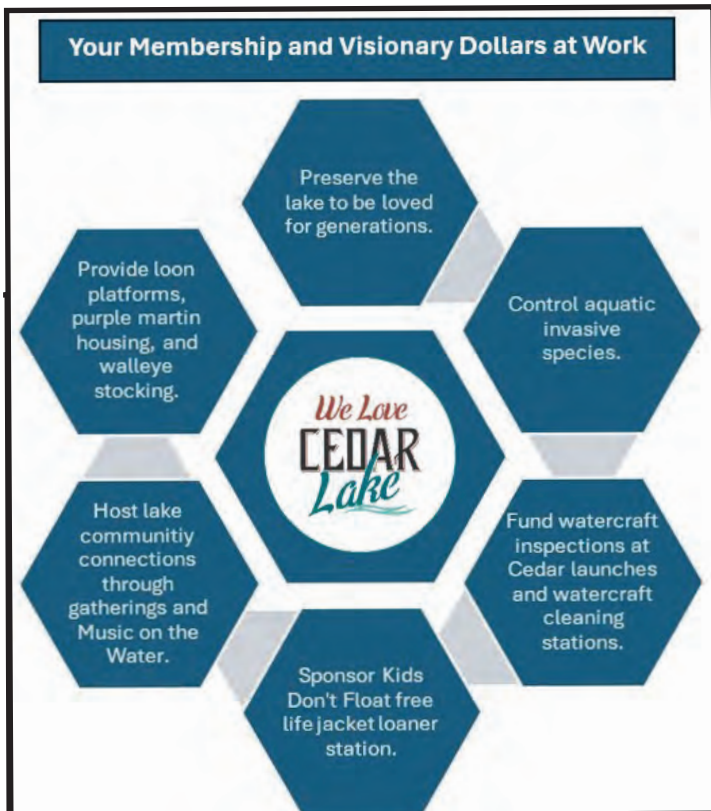 Your Membership and Visionary Dollars at Work
Preserve the
lake to be loved
for generations.
Control aquatic
invasive
species.
Fund watercraft
inspections at
Cedar launches
and watercraft
cleaning
stations.
Sponsor Kids
Don't Float free
life jacket loaner
station.
Host lake
communitiy
connections
through
gatherings and
Music on the
Water.
Provide loon
platforms,
purple martin
housing, and
walleye
stocking.
We Love
CEDAR
Lake